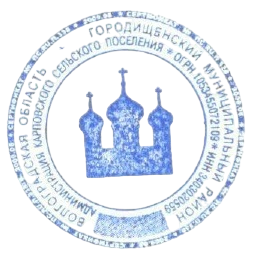 ВОЛГОГРАДСКАЯ ОБЛАСТЬ ГОРОДИЩЕНСКИЙ МУНИЦИПАЛЬНЫЙ РАЙОН
АДМИНИСТРАЦИЯ КАРПОВСКОГО СЕЛЬСКОГО ПОСЕЛЕНИЯ * ОГРН 1053455072109 * ИНН 3403020559